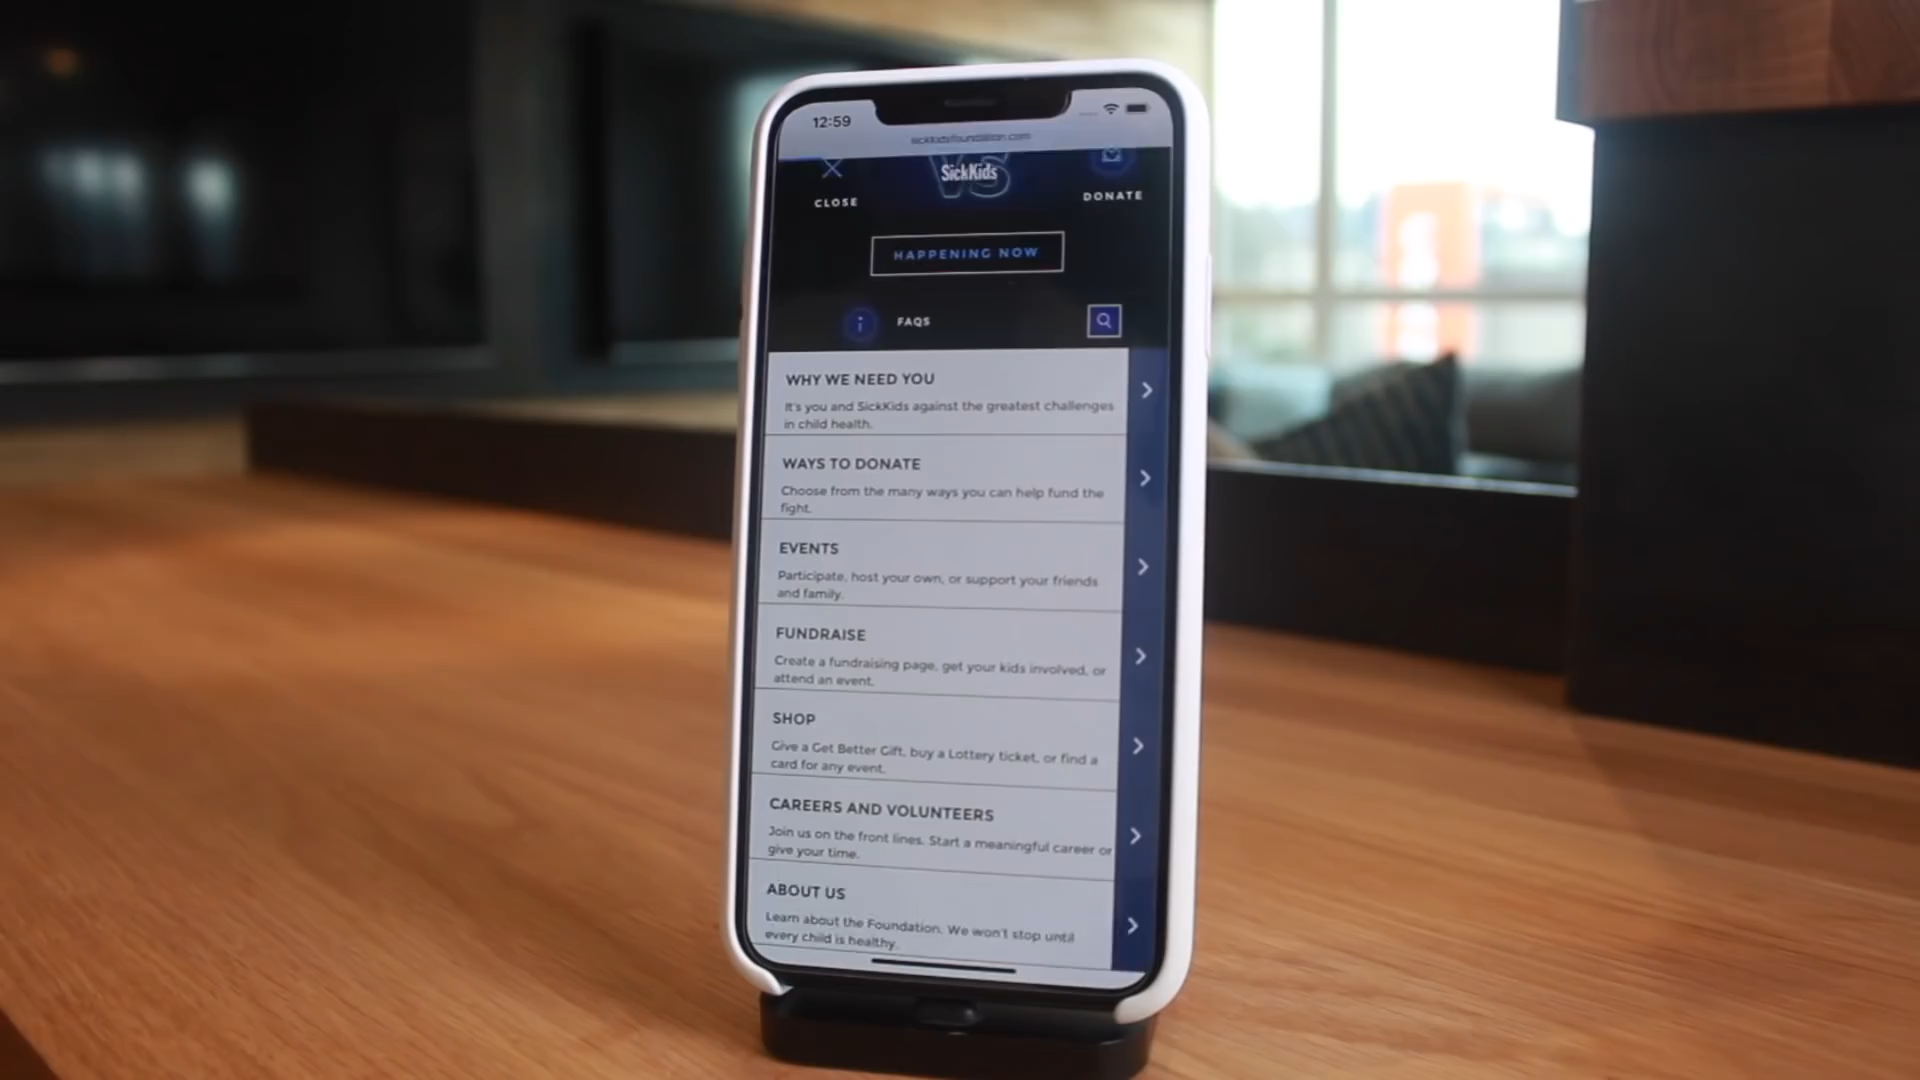 12:59
sickkidsfoundation.com
VS
SickKids
CLOSE
DONATE
HAPPENING NOW
i FAQS
WHY WE NEED YOU
It's you and SickKids against the greatest challenges
in child health.
WAYS TO DONATE
Choose from the many ways you can help fund the
fight.
EVENTS
Participate, host your own, or support your friends
and family.
FUNDRAISE
Create a fundraising page, get your kids involved, or
attend an event.
SHOP
Give a Get Better Gift, buy a Lottery ticket, or find a
card for any event.
CAREERS AND VOLUNTEERS
Join us on the front lines. Start a meaningful career or
give your time.
ABOUT US
Learn about the Foundation. We won't stop until
every child is healthy.